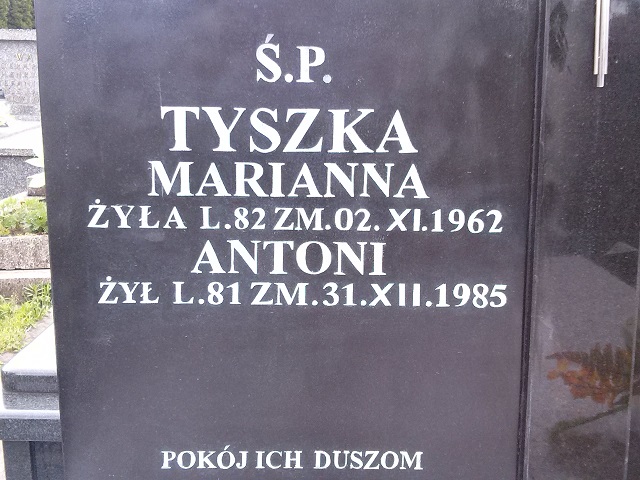 Ś.P.
TYSZKA
MARIANNA
ŻYŁA L.82 ZM.02.XI.1962
ANTONI
ŻYŁ L.81 ZM.31.XII.1985
POKÓJ ICH DUSZOM